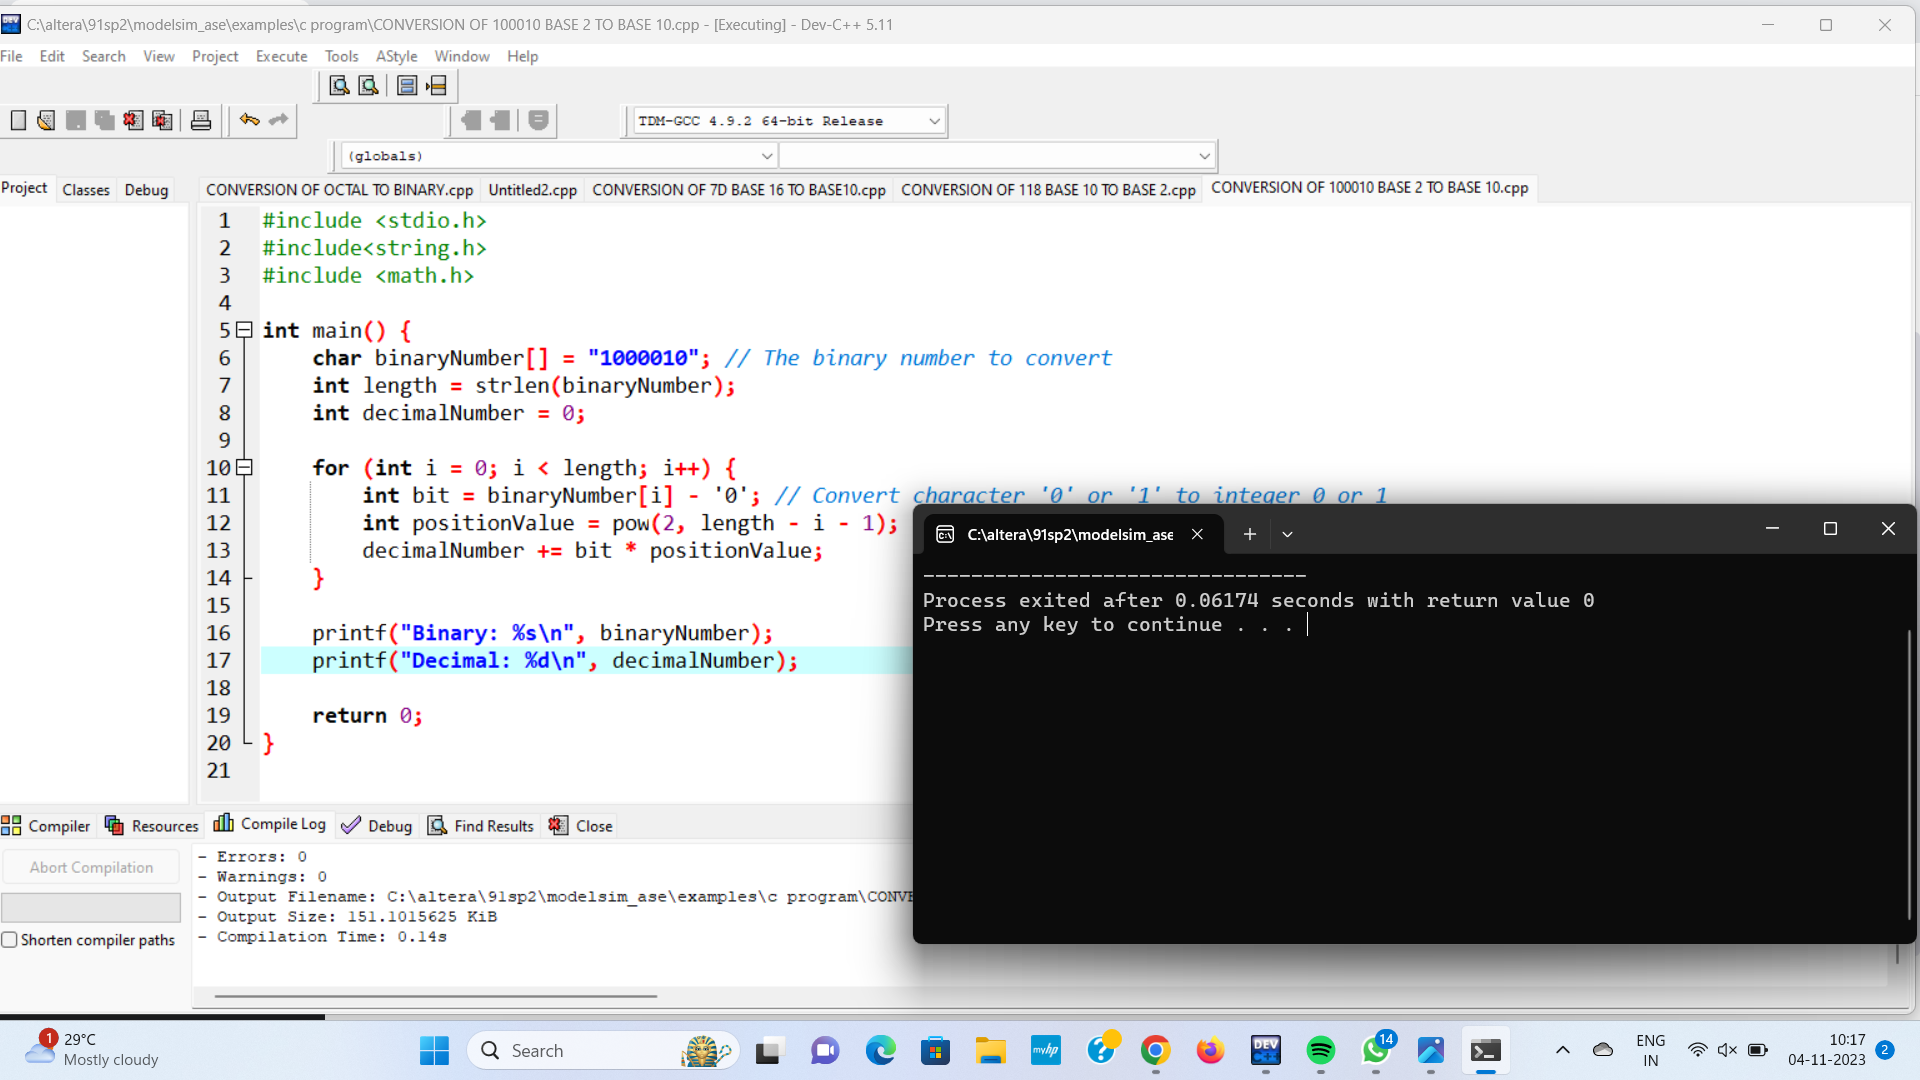 C:\altera\91sp2\modelsim_ase\examples\c program\CONVERSION OF 100010 BASE 2 TO BASE 10.cpp - [Executing] - Dev-C++ 5.11
File Edit Search View Project Execute Tools AStyle Window Help
TDM-GCC 4.9.2 64-bit Release
(globals)
Project Classes Debug
CONVERSION OF OCTAL TO BINARY.cpp Untitled2.cpp CONVERSION OF 7D BASE 16 TO BASE10.cpp CONVERSION OF 118 BASE 10 TO BASE 2.cpp CONVERSION OF 100010 BASE 2 TO BASE 10.cpp
1 #include <stdio.h>
2 #include<string.h>
3 #include <math.h>
4
5 int main() {
6 char binaryNumber[] = "1000010"; // The binary number to convert
7 int length = strlen(binaryNumber);
8 int decimalNumber = 0;
9
10 for (int i = 0; i < length; i++) {
11 int bit = binaryNumber[i] - '0'; // Convert character '0' or '1' to integer 0 or 1
12 int positionValue = pow(2, length - i - 1);
13 decimalNumber += bit * positionValue;
14 }
15
16 printf("Binary: %s\n", binaryNumber);
17 printf("Decimal: %d\n", decimalNumber);
18
19 return 0;
20 }
21
C:\altera\91sp2\modelsim_ase
--------------------------------
Process exited after 0.06174 seconds with return value 0
Press any key to continue . . .
Compiler Resources Compile Log Debug Find Results Close
Abort Compilation
Shorten compiler paths
- Errors: 0
- Warnings: 0
- Output Filename: C:\altera\91sp2\modelsim_ase\examples\c program\CONVE
- Output Size: 151.1015625 KiB
- Compilation Time: 0.14s
1
29°C
Mostly cloudy
Search
myhp
DEV C++
14
ENG
IN
10:17
04-11-2023
2